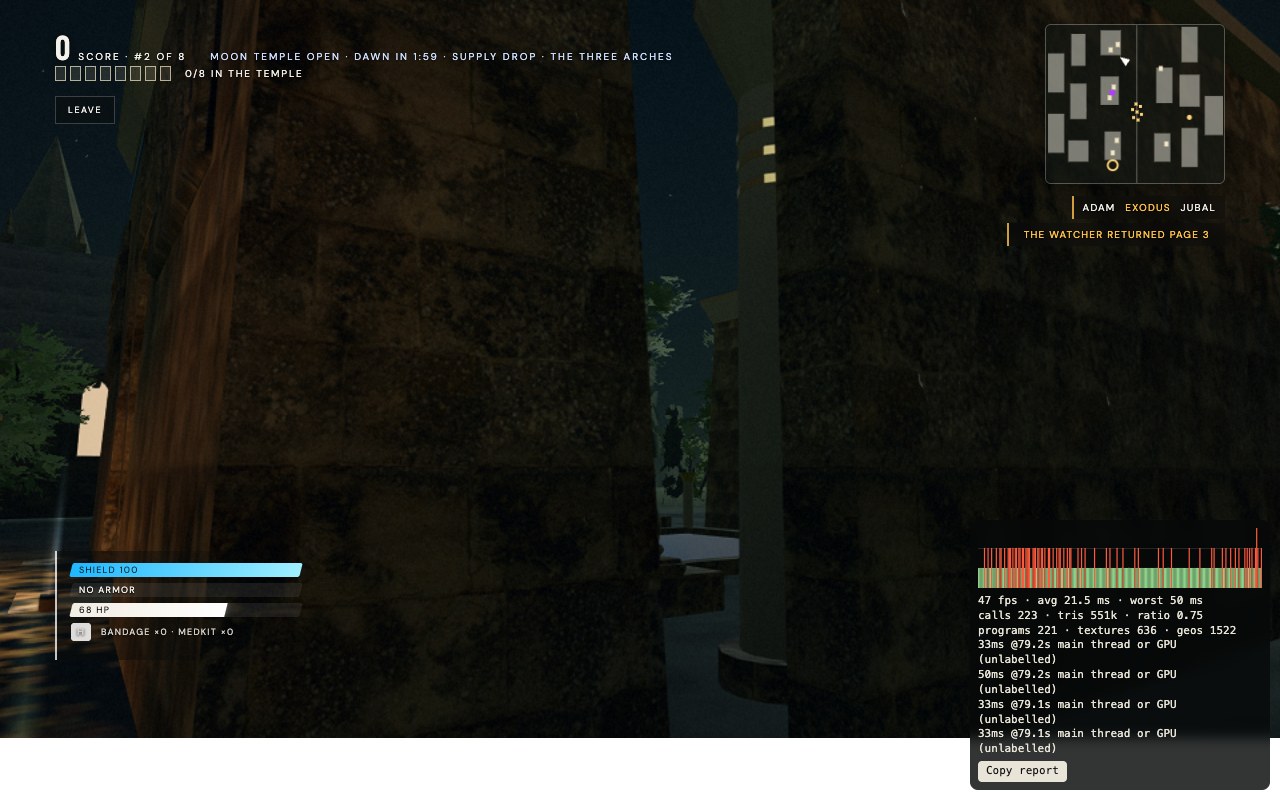 0 SCORE · #2 OF 8 MOON TEMPLE OPEN · DAWN IN 1:59 · SUPPLY DROP · THE THREE ARCHES
0/8 IN THE TEMPLE
LEAVE
ADAM EXODUS JUBAL
THE WATCHER RETURNED PAGE 3
SHIELD 100
NO ARMOR
68 HP
BANDAGE ×0 · MEDKIT ×0
47 fps · avg 21.5 ms · worst 50 ms
calls 223 · tris 551k · ratio 0.75
programs 221 · textures 636 · geos 1522
33ms @79.2s main thread or GPU
(unlabelled)
50ms @79.2s main thread or GPU
(unlabelled)
33ms @79.1s main thread or GPU
(unlabelled)
33ms @79.1s main thread or GPU
(unlabelled)
Copy report